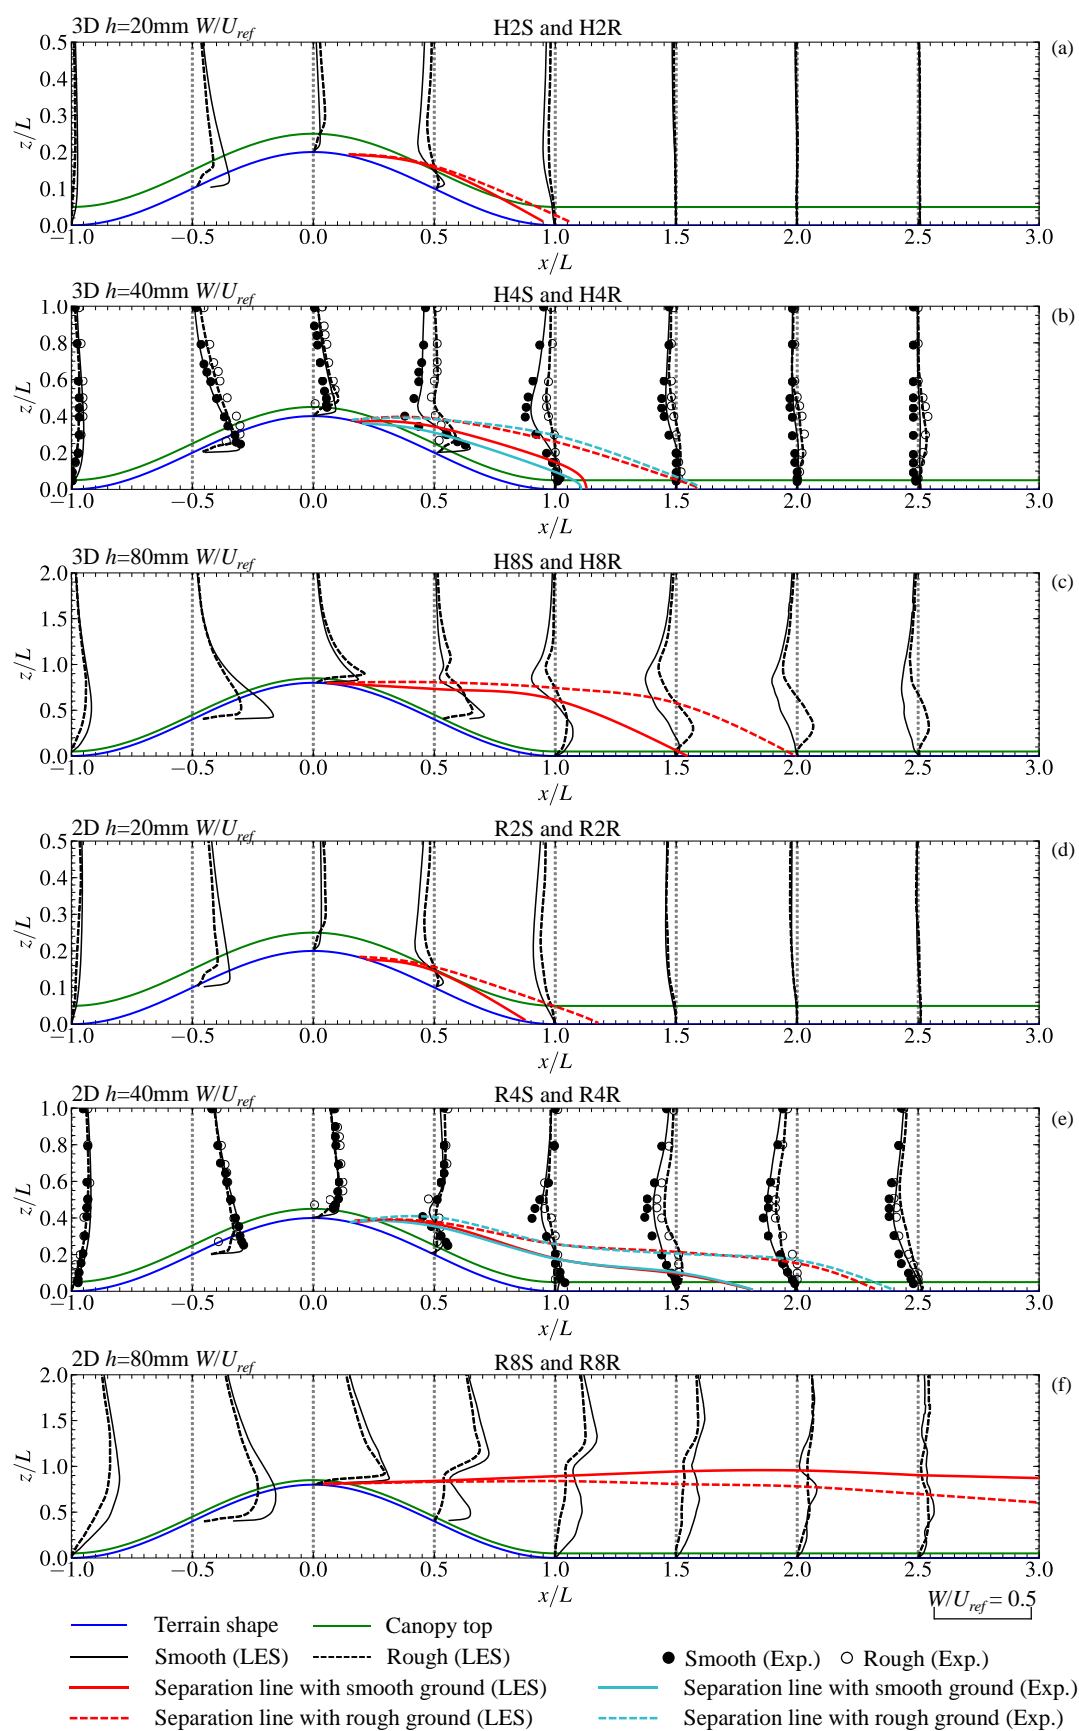 3D h=20mm W/U_ref H2S and H2R
(a)
z/L
0.5
0.4
0.3
0.2
0.1
0.0
−1.0 −0.5 0.0 0.5 1.0 1.5 2.0 2.5 3.0
x/L
3D h=40mm W/U_ref H4S and H4R
(b)
z/L
1.0
0.8
0.6
0.4
0.2
0.0
−1.0 −0.5 0.0 0.5 1.0 1.5 2.0 2.5 3.0
x/L
3D h=80mm W/U_ref H8S and H8R
(c)
z/L
2.0
1.5
1.0
0.5
0.0
−1.0 −0.5 0.0 0.5 1.0 1.5 2.0 2.5 3.0
x/L
2D h=20mm W/U_ref R2S and R2R
(d)
z/L
0.5
0.4
0.3
0.2
0.1
0.0
−1.0 −0.5 0.0 0.5 1.0 1.5 2.0 2.5 3.0
x/L
2D h=40mm W/U_ref R4S and R4R
(e)
z/L
1.0
0.8
0.6
0.4
0.2
0.0
−1.0 −0.5 0.0 0.5 1.0 1.5 2.0 2.5 3.0
x/L
2D h=80mm W/U_ref R8S and R8R
(f)
z/L
2.0
1.5
1.0
0.5
0.0
−1.0 −0.5 0.0 0.5 1.0 1.5 2.0 2.5 3.0
x/L
W/U_ref = 0.5
Terrain shape Canopy top
Smooth (LES) Rough (LES) Smooth (Exp.) Rough (Exp.)
Separation line with smooth ground (LES) Separation line with smooth ground (Exp.)
Separation line with rough ground (LES) Separation line with rough ground (Exp.)